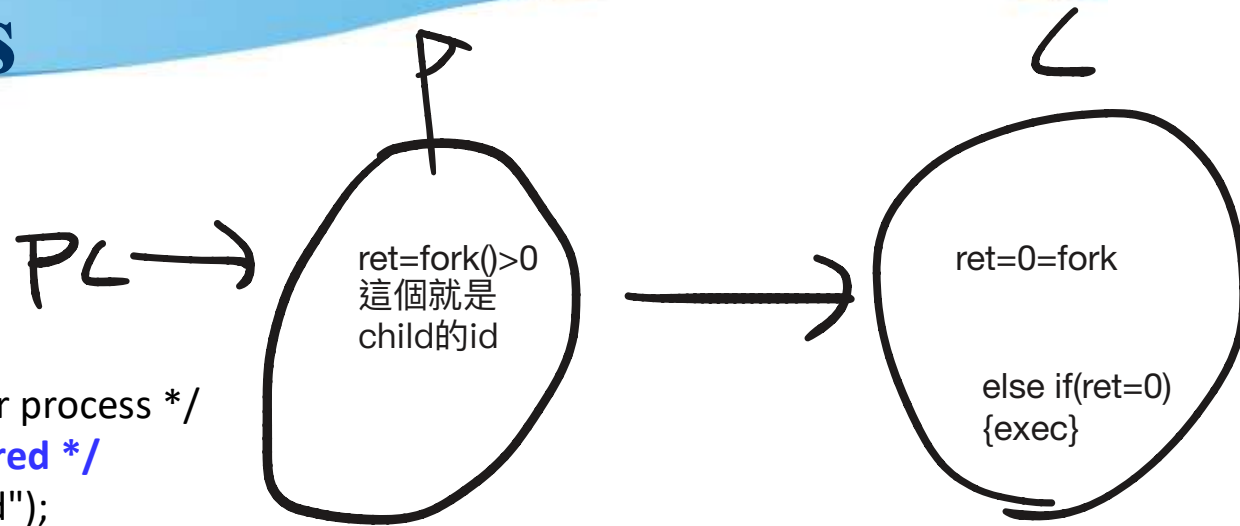 s
P
C
PC
ret=fork()>0
這個就是
child的id
ret=0=fork
else if(ret=0)
{exec}
r process */
red */
d");